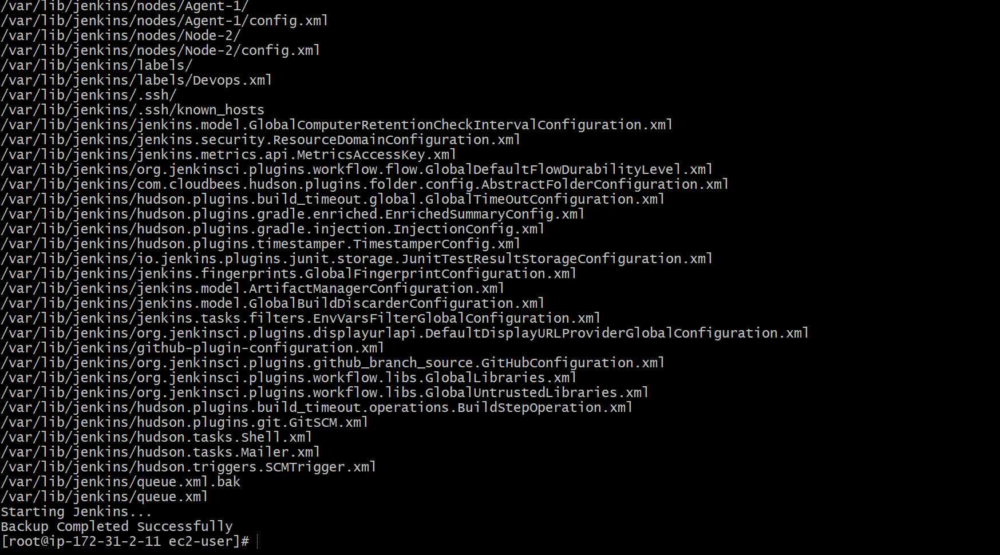 /var/lib/jenkins/nodes/Agent-1/
/var/lib/jenkins/nodes/Agent-1/config.xml
/var/lib/jenkins/nodes/Node-2/
/var/lib/jenkins/nodes/Node-2/config.xml
/var/lib/jenkins/labels/
/var/lib/jenkins/labels/Devops.xml
/var/lib/jenkins/.ssh/
/var/lib/jenkins/.ssh/known_hosts
/var/lib/jenkins/jenkins.model.GlobalComputerRetentionCheckIntervalConfiguration.xml
/var/lib/jenkins/jenkins.security.ResourceDomainConfiguration.xml
/var/lib/jenkins/jenkins.metrics.api.MetricsAccessKey.xml
/var/lib/jenkins/org.jenkinsci.plugins.workflow.flow.GlobalDefaultFlowDurabilityLevel.xml
/var/lib/jenkins/com.cloudbees.hudson.plugins.folder.config.AbstractFolderConfiguration.xml
/var/lib/jenkins/hudson.plugins.build_timeout.global.GlobalTimeOutConfiguration.xml
/var/lib/jenkins/hudson.plugins.gradle.enriched.EnrichedSummaryConfig.xml
/var/lib/jenkins/hudson.plugins.gradle.injection.InjectionConfig.xml
/var/lib/jenkins/hudson.plugins.timestamper.TimestamperConfig.xml
/var/lib/jenkins/io.jenkins.plugins.junit.storage.JunitTestResultStorageConfiguration.xml
/var/lib/jenkins/jenkins.fingerprints.GlobalFingerprintConfiguration.xml
/var/lib/jenkins/jenkins.model.ArtifactManagerConfiguration.xml
/var/lib/jenkins/jenkins.model.GlobalBuildDiscarderConfiguration.xml
/var/lib/jenkins/jenkins.tasks.filters.EnvVarsFilterGlobalConfiguration.xml
/var/lib/jenkins/org.jenkinsci.plugins.displayurlapi.DefaultDisplayURLProviderGlobalConfiguration.xml
/var/lib/jenkins/github-plugin-configuration.xml
/var/lib/jenkins/org.jenkinsci.plugins.github_branch_source.GitHubConfiguration.xml
/var/lib/jenkins/org.jenkinsci.plugins.workflow.libs.GlobalLibraries.xml
/var/lib/jenkins/org.jenkinsci.plugins.workflow.libs.GlobalUntrustedLibraries.xml
/var/lib/jenkins/hudson.plugins.build_timeout.operations.BuildStepOperation.xml
/var/lib/jenkins/hudson.plugins.git.GitSCM.xml
/var/lib/jenkins/hudson.tasks.Shell.xml
/var/lib/jenkins/hudson.tasks.Mailer.xml
/var/lib/jenkins/hudson.triggers.SCMTrigger.xml
/var/lib/jenkins/queue.xml.bak
/var/lib/jenkins/queue.xml
Starting Jenkins...
Backup Completed Successfully
[root@ip-172-31-2-11 ec2-user]#